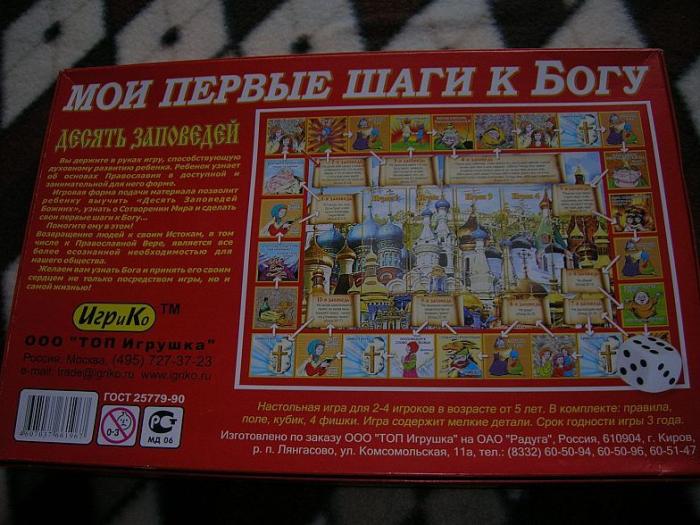 МОИ ПЕРВЫЕ ШАГИ К БОГУ
ДЕСЯТЬ ЗАПОВЕДЕЙ
Вы держите в руках игру, способствующую
духовному развитию ребенка. Ребенок узнает
об основах Православия в доступной и
занимательной для него форме.
Игровая форма подачи материала позволит
ребенку выучить «Десять Заповедей
Божиих», узнать о Сотворении Мира и сделать
свои первые шаги к Богу...
Помогите ему в этом!
Возвращению людей к своим Истокам, в том
числе к Православной Вере, является все
более осознанной необходимостью для
нашего общества.
Желаем вам узнать Бога и принять его своим
сердцем не только посредством игры, но и
самой жизнью!
ИгриКо ТМ
ООО "ТОП Игрушка"
Россия, Москва, (495) 727-37-23
e-mail: trade@igriko.ru www.igriko.ru
ГОСТ 25779-90
0-3
МД 06
Настольная игра для 2-4 игроков в возрасте от 5 лет. В комплекте: правила,
поле, кубик, 4 фишки. Игра содержит мелкие детали. Срок годности игры 3 года.
Изготовлено по заказу ООО "ТОП Игрушка" на ОАО "Радуга", Россия, 610904, г. Киров,
р. п. Лянгасово, ул. Комсомольская, 11а, тел.: (8332) 60-50-94, 60-50-96, 60-51-47